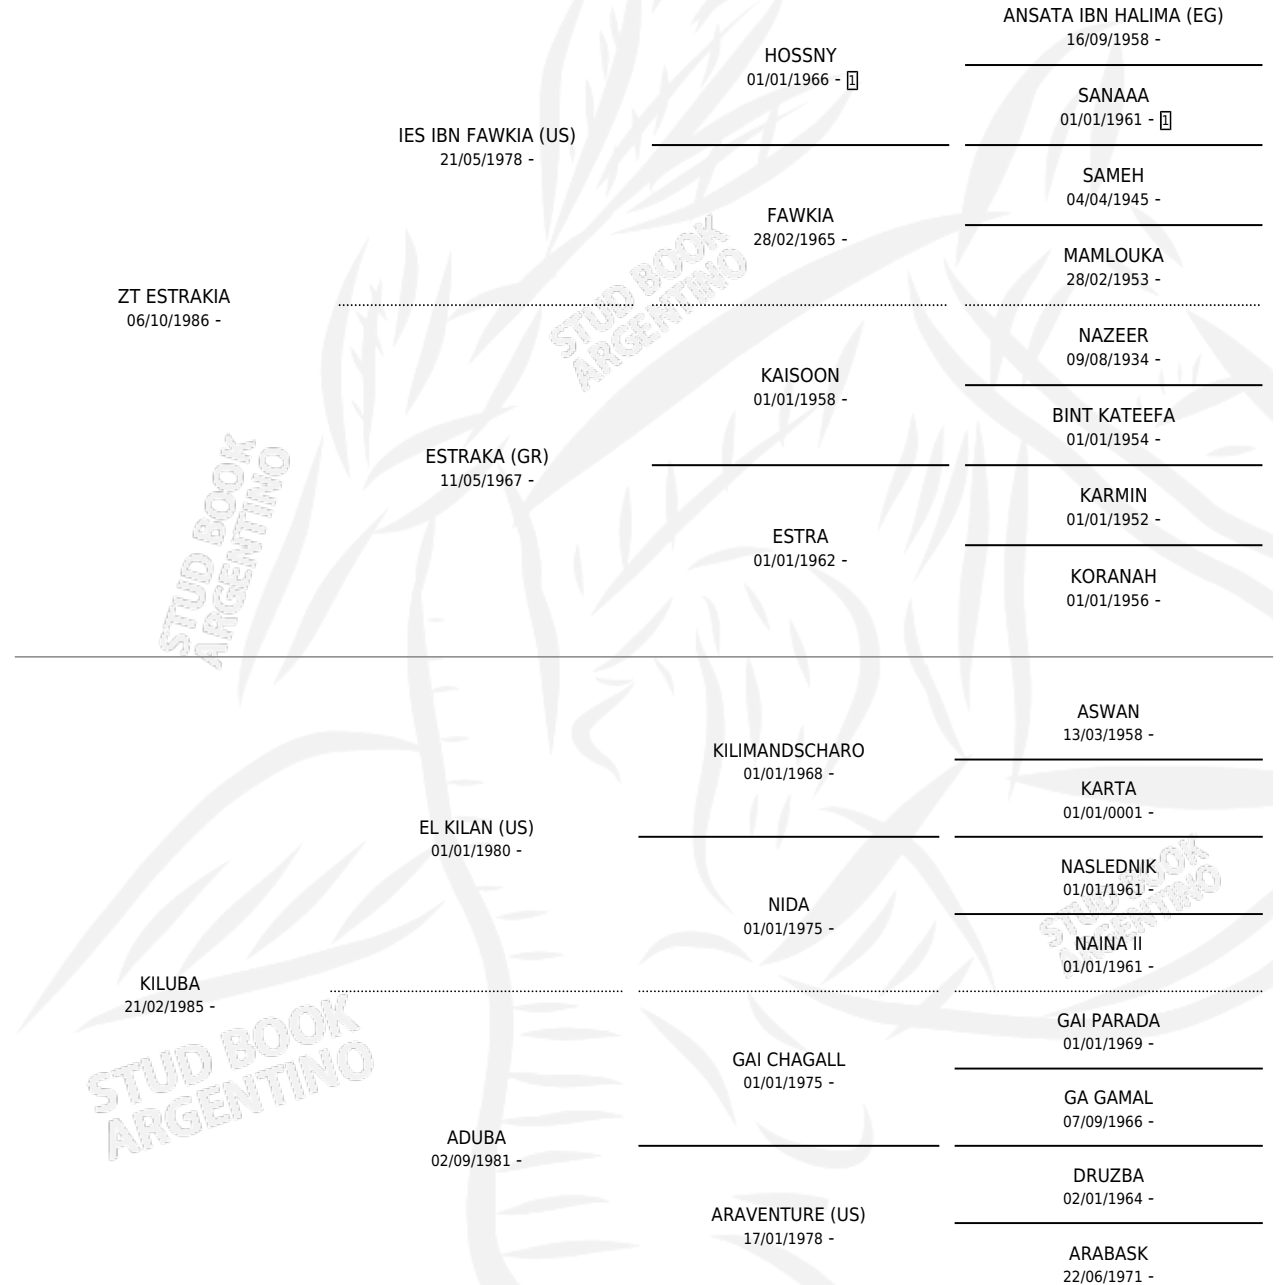 ANSATA IBN HALIMA (EG)
16/09/1958 -
HOSSNY
01/01/1966 - 1
SANAAA
01/01/1961 - 1
IES IBN FAWKIA (US)
21/05/1978 -
SAMEH
04/04/1945 -
FAWKIA
28/02/1965 -
MAMLOUKA
28/02/1953 -
ZT ESTRAKIA
06/10/1986 -
NAZEER
09/08/1934 -
KAISOON
01/01/1958 -
BINT KATEEFA
01/01/1954 -
ESTRAKA (GR)
11/05/1967 -
KARMIN
01/01/1952 -
ESTRA
01/01/1962 -
KORANAH
01/01/1956 -
ASWAN
13/03/1958 -
KILIMANDSCHARO
01/01/1968 -
KARTA
01/01/0001 -
EL KILAN (US)
01/01/1980 -
NASLEDNIK
01/01/1961 -
NIDA
01/01/1975 -
NAINA II
01/01/1961 -
KILUBA
21/02/1985 -
GAI PARADA
01/01/1969 -
GAI CHAGALL
01/01/1975 -
GA GAMAL
07/09/1966 -
ADUBA
02/09/1981 -
DRUZBA
02/01/1964 -
ARAVENTURE (US)
17/01/1978 -
ARABASK
22/06/1971 -
STUD BOOK
ARGENTINO
STUD BOOK
ARGENTINO
STUD BOOK
ARGENTINO
STUD BOOK
ARGENTINO